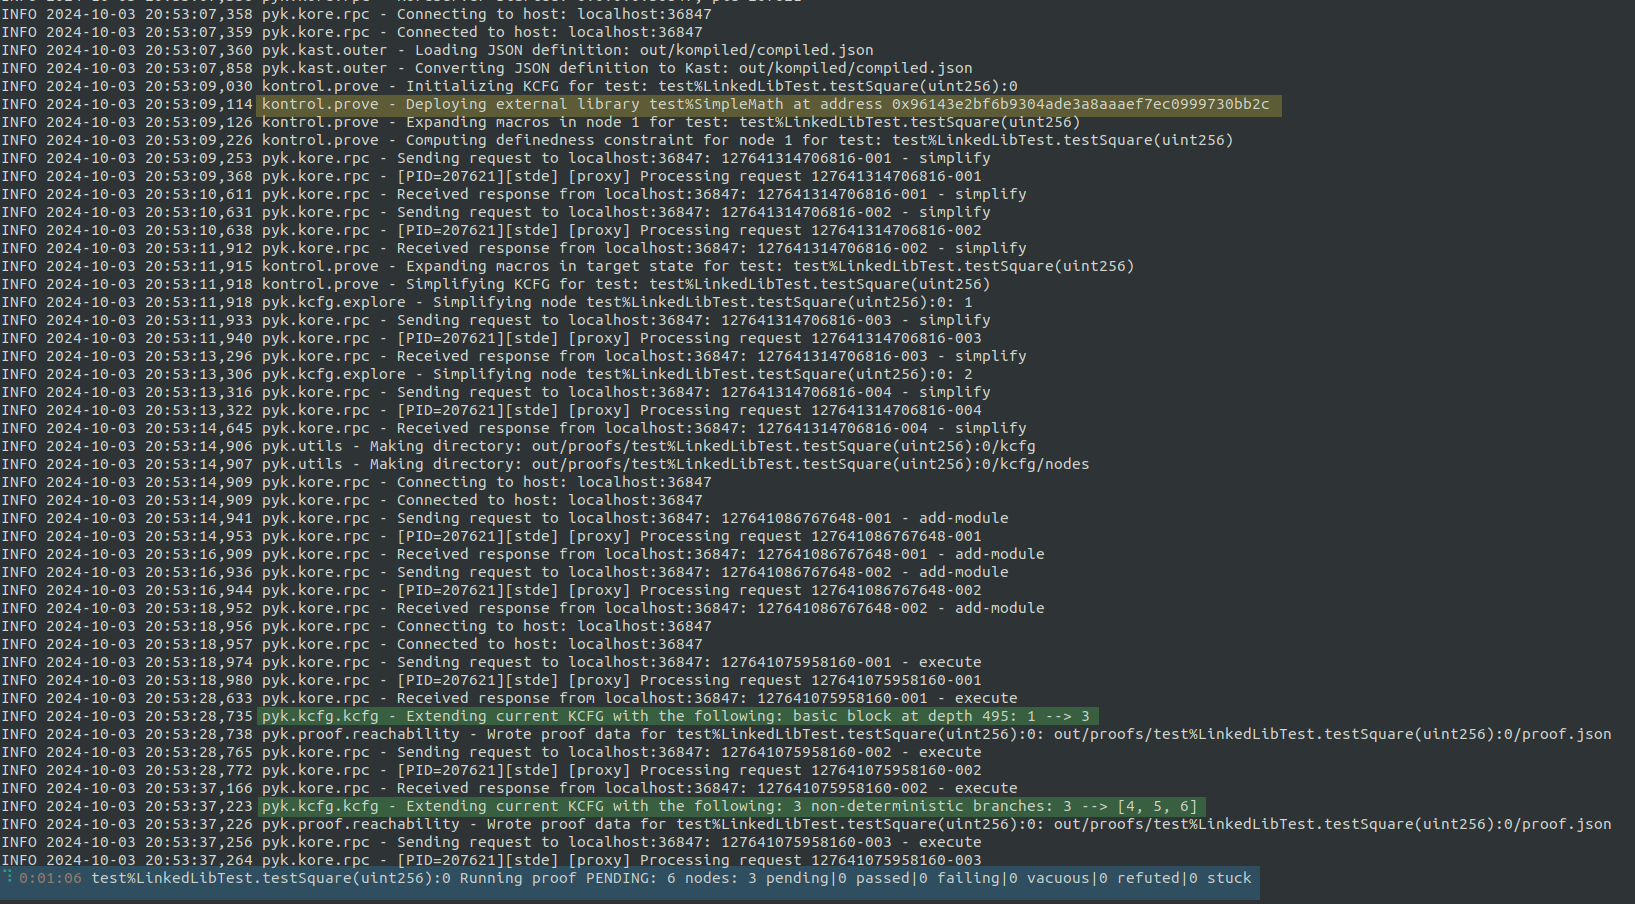 INFO 2024-10-03 20:53:07,358 pyk.kore.rpc - Connecting to host: localhost:36847
INFO 2024-10-03 20:53:07,359 pyk.kore.rpc - Connected to host: localhost:36847
INFO 2024-10-03 20:53:07,360 pyk.kast.outer - Loading JSON definition: out/kompiled/compiled.json
INFO 2024-10-03 20:53:07,858 pyk.kast.outer - Converting JSON definition to Kast: out/kompiled/compiled.json
INFO 2024-10-03 20:53:09,030 kontrol.prove - Initializing KCFG for test: test%LinkedLibTest.testSquare(uint256):0
INFO 2024-10-03 20:53:09,114 kontrol.prove - Deploying external library test%SimpleMath at address 0x96143e2bf6b9304ade3a8aaaef7ec0999730bb2c
INFO 2024-10-03 20:53:09,126 kontrol.prove - Expanding macros in node 1 for test: test%LinkedLibTest.testSquare(uint256)
INFO 2024-10-03 20:53:09,226 kontrol.prove - Computing definedness constraint for node 1 for test: test%LinkedLibTest.testSquare(uint256)
INFO 2024-10-03 20:53:09,253 pyk.kore.rpc - Sending request to localhost:36847: 127641314706816-001 - simplify
INFO 2024-10-03 20:53:09,368 pyk.kore.rpc - [PID=207621][stde] [proxy] Processing request 127641314706816-001
INFO 2024-10-03 20:53:10,611 pyk.kore.rpc - Received response from localhost:36847: 127641314706816-001 - simplify
INFO 2024-10-03 20:53:10,631 pyk.kore.rpc - Sending request to localhost:36847: 127641314706816-002 - simplify
INFO 2024-10-03 20:53:10,638 pyk.kore.rpc - [PID=207621][stde] [proxy] Processing request 127641314706816-002
INFO 2024-10-03 20:53:11,912 pyk.kore.rpc - Received response from localhost:36847: 127641314706816-002 - simplify
INFO 2024-10-03 20:53:11,915 kontrol.prove - Expanding macros in target state for test: test%LinkedLibTest.testSquare(uint256)
INFO 2024-10-03 20:53:11,918 kontrol.prove - Simplifying KCFG for test: test%LinkedLibTest.testSquare(uint256)
INFO 2024-10-03 20:53:11,918 pyk.kcfg.explore - Simplifying node test%LinkedLibTest.testSquare(uint256):0: 1
INFO 2024-10-03 20:53:11,933 pyk.kore.rpc - Sending request to localhost:36847: 127641314706816-003 - simplify
INFO 2024-10-03 20:53:11,940 pyk.kore.rpc - [PID=207621][stde] [proxy] Processing request 127641314706816-003
INFO 2024-10-03 20:53:13,296 pyk.kore.rpc - Received response from localhost:36847: 127641314706816-003 - simplify
INFO 2024-10-03 20:53:13,306 pyk.kcfg.explore - Simplifying node test%LinkedLibTest.testSquare(uint256):0: 2
INFO 2024-10-03 20:53:13,316 pyk.kore.rpc - Sending request to localhost:36847: 127641314706816-004 - simplify
INFO 2024-10-03 20:53:13,322 pyk.kore.rpc - [PID=207621][stde] [proxy] Processing request 127641314706816-004
INFO 2024-10-03 20:53:14,645 pyk.kore.rpc - Received response from localhost:36847: 127641314706816-004 - simplify
INFO 2024-10-03 20:53:14,906 pyk.utils - Making directory: out/proofs/test%LinkedLibTest.testSquare(uint256):0/kcfg
INFO 2024-10-03 20:53:14,907 pyk.utils - Making directory: out/proofs/test%LinkedLibTest.testSquare(uint256):0/kcfg/nodes
INFO 2024-10-03 20:53:14,909 pyk.kore.rpc - Connecting to host: localhost:36847
INFO 2024-10-03 20:53:14,909 pyk.kore.rpc - Connected to host: localhost:36847
INFO 2024-10-03 20:53:14,941 pyk.kore.rpc - Sending request to localhost:36847: 127641086767648-001 - add-module
INFO 2024-10-03 20:53:14,953 pyk.kore.rpc - [PID=207621][stde] [proxy] Processing request 127641086767648-001
INFO 2024-10-03 20:53:16,909 pyk.kore.rpc - Received response from localhost:36847: 127641086767648-001 - add-module
INFO 2024-10-03 20:53:16,936 pyk.kore.rpc - Sending request to localhost:36847: 127641086767648-002 - add-module
INFO 2024-10-03 20:53:16,944 pyk.kore.rpc - [PID=207621][stde] [proxy] Processing request 127641086767648-002
INFO 2024-10-03 20:53:18,952 pyk.kore.rpc - Received response from localhost:36847: 127641086767648-002 - add-module
INFO 2024-10-03 20:53:18,956 pyk.kore.rpc - Connecting to host: localhost:36847
INFO 2024-10-03 20:53:18,957 pyk.kore.rpc - Connected to host: localhost:36847
INFO 2024-10-03 20:53:18,974 pyk.kore.rpc - Sending request to localhost:36847: 127641075958160-001 - execute
INFO 2024-10-03 20:53:18,980 pyk.kore.rpc - [PID=207621][stde] [proxy] Processing request 127641075958160-001
INFO 2024-10-03 20:53:28,633 pyk.kore.rpc - Received response from localhost:36847: 127641075958160-001 - execute
INFO 2024-10-03 20:53:28,735 pyk.kcfg.kcfg - Extending current KCFG with the following: basic block at depth 495: 1 --> 3
INFO 2024-10-03 20:53:28,738 pyk.proof.reachability - Wrote proof data for test%LinkedLibTest.testSquare(uint256):0: out/proofs/test%LinkedLibTest.testSquare(uint256):0/proof.json
INFO 2024-10-03 20:53:28,765 pyk.kore.rpc - Sending request to localhost:36847: 127641075958160-002 - execute
INFO 2024-10-03 20:53:28,772 pyk.kore.rpc - [PID=207621][stde] [proxy] Processing request 127641075958160-002
INFO 2024-10-03 20:53:37,166 pyk.kore.rpc - Received response from localhost:36847: 127641075958160-002 - execute
INFO 2024-10-03 20:53:37,223 pyk.kcfg.kcfg - Extending current KCFG with the following: 3 non-deterministic branches: 3 --> [4, 5, 6]
INFO 2024-10-03 20:53:37,226 pyk.proof.reachability - Wrote proof data for test%LinkedLibTest.testSquare(uint256):0: out/proofs/test%LinkedLibTest.testSquare(uint256):0/proof.json
INFO 2024-10-03 20:53:37,256 pyk.kore.rpc - Sending request to localhost:36847: 127641075958160-003 - execute
INFO 2024-10-03 20:53:37,264 pyk.kore.rpc - [PID=207621][stde] [proxy] Processing request 127641075958160-003
0:01:06 test%LinkedLibTest.testSquare(uint256):0 Running proof PENDING: 6 nodes: 3 pending|0 passed|0 failing|0 vacuous|0 refuted|0 stuck